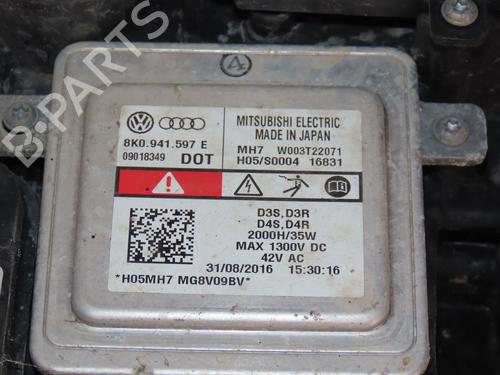 B-PARTS
4
MITSUBISHI ELECTRIC
MADE IN JAPAN
8K0.941.597 E
09018349 DOT
MH7 W003T22071
H05/S0004 16831
D3S,D3R
D4S,D4R
2000H/35W
MAX 1300V DC
42V AC
31/08/2016 15:30:16
*H05MH7 MG8V09BV*